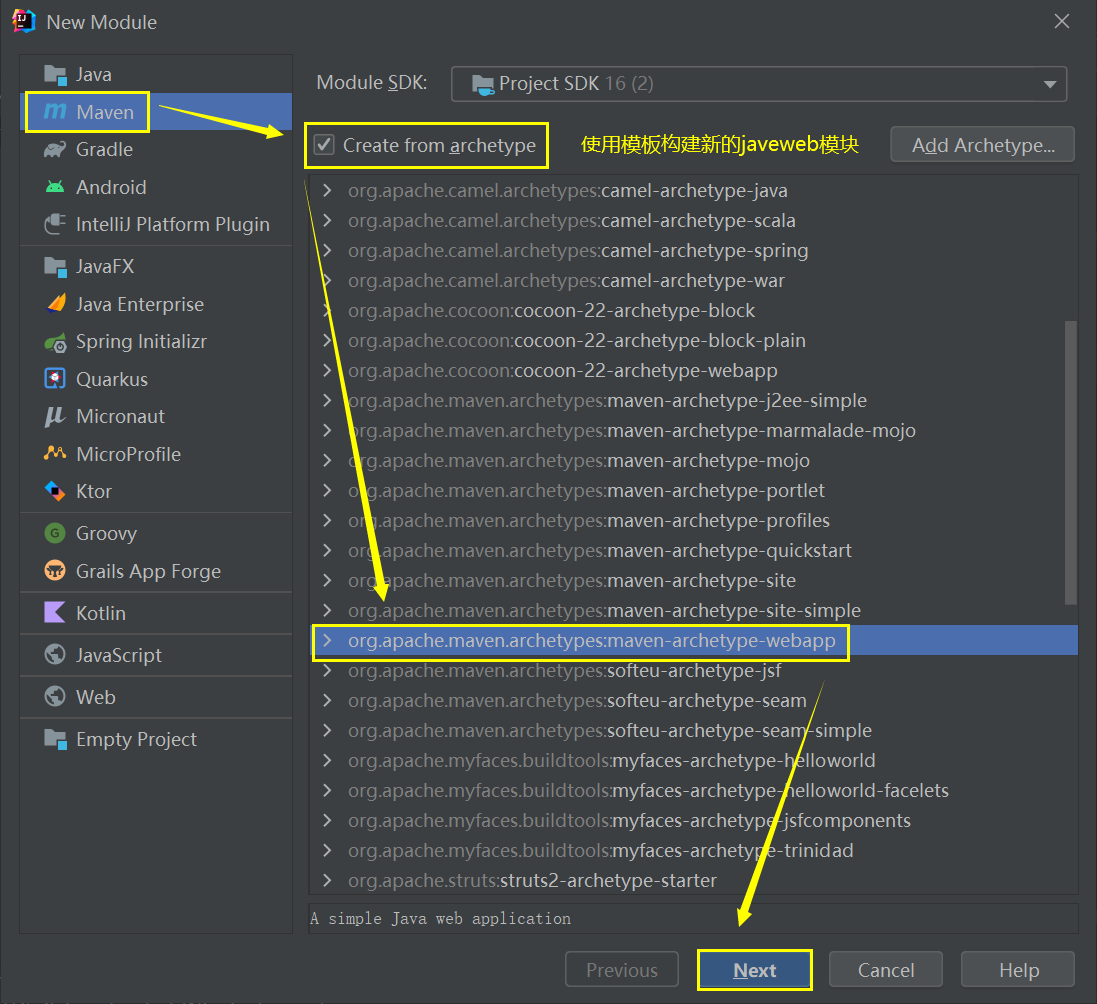 New Module
Java
Maven
Gradle
Android
IntelliJ Platform Plugin
JavaFX
Java Enterprise
Spring Initializr
Quarkus
Micronaut
MicroProfile
Ktor
Groovy
Grails App Forge
Kotlin
JavaScript
Web
Empty Project
Module SDK: Project SDK 16 (2)
Create from archetype 使用模板构建新的javeweb模块 Add Archetype...
org.apache.camel.archetypes:camel-archetype-java
org.apache.camel.archetypes:camel-archetype-scala
org.apache.camel.archetypes:camel-archetype-spring
org.apache.camel.archetypes:camel-archetype-war
org.apache.cocoon:cocoon-22-archetype-block
org.apache.cocoon:cocoon-22-archetype-block-plain
org.apache.cocoon:cocoon-22-archetype-webapp
org.apache.maven.archetypes:maven-archetype-j2ee-simple
org.apache.maven.archetypes:maven-archetype-marmalade-mojo
org.apache.maven.archetypes:maven-archetype-mojo
org.apache.maven.archetypes:maven-archetype-portlet
org.apache.maven.archetypes:maven-archetype-profiles
org.apache.maven.archetypes:maven-archetype-quickstart
org.apache.maven.archetypes:maven-archetype-site
org.apache.maven.archetypes:maven-archetype-site-simple
org.apache.maven.archetypes:maven-archetype-webapp
org.apache.maven.archetypes:softeu-archetype-jsf
org.apache.maven.archetypes:softeu-archetype-seam
org.apache.maven.archetypes:softeu-archetype-seam-simple
org.apache.myfaces.buildtools:myfaces-archetype-helloworld
org.apache.myfaces.buildtools:myfaces-archetype-helloworld-facelets
org.apache.myfaces.buildtools:myfaces-archetype-jsfcomponents
org.apache.myfaces.buildtools:myfaces-archetype-trinidad
org.apache.struts:struts2-archetype-starter
A simple Java web application
Previous Next Cancel Help